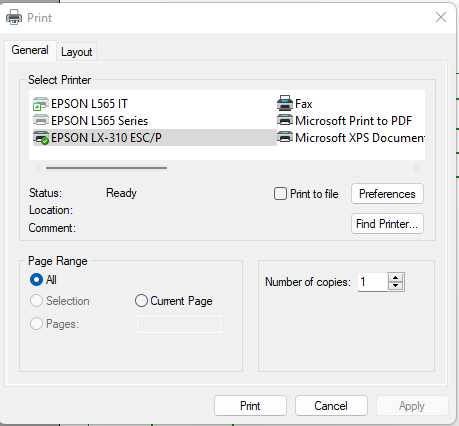 Print
General
Layout
Select Printer
EPSON L565 IT
Fax
EPSON L565 Series
Microsoft Print to PDF
EPSON LX-310 ESC/P
Microsoft XPS Documen
Status:
Ready
Print to file
Preferences
Location:
Comment:
Find Printer...
Page Range
All
Selection
Current Page
Pages:
Number of copies:
1
Print
Cancel
Apply